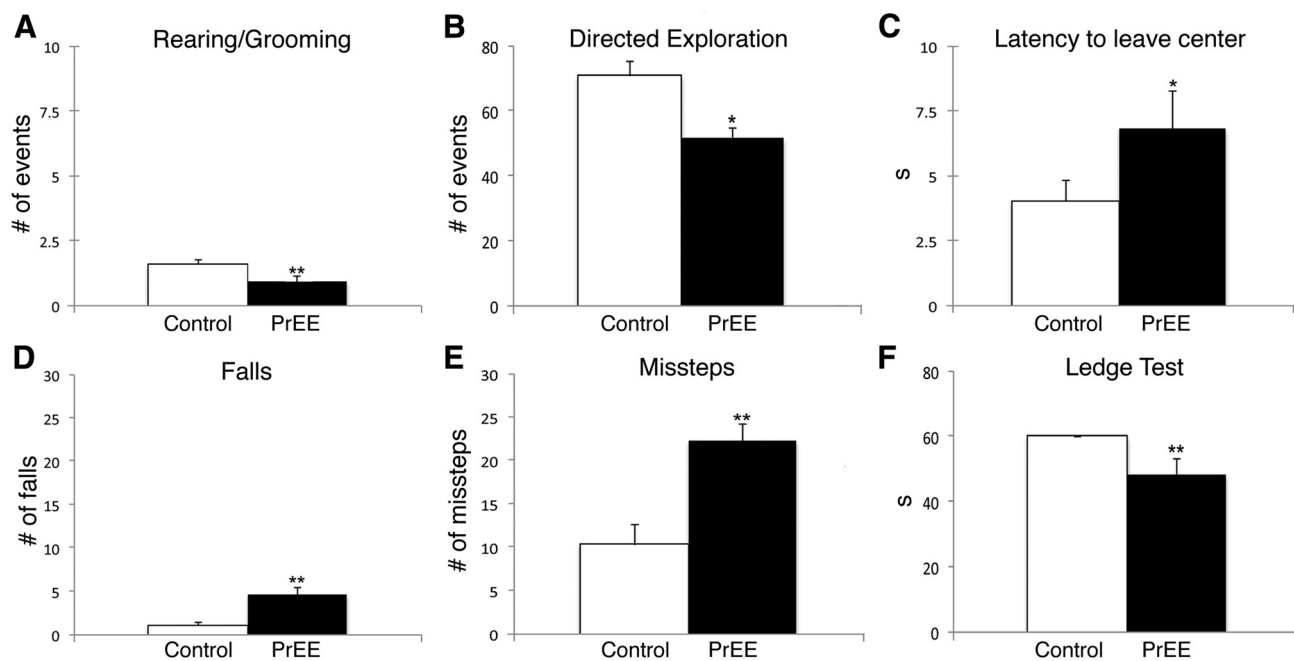 A
Rearing/Grooming
# of events
10
7.5
5
2.5
0
**
Control
PrEE
B
Directed Exploration
# of events
80
60
40
20
0
*
Control
PrEE
C
Latency to leave center
s
10
7.5
5
2.5
0
*
Control
PrEE
D
Falls
# of falls
30
25
20
15
10
5
0
**
Control
PrEE
E
Missteps
# of missteps
30
25
20
15
10
5
0
**
Control
PrEE
F
Ledge Test
s
80
60
40
20
0
**
Control
PrEE